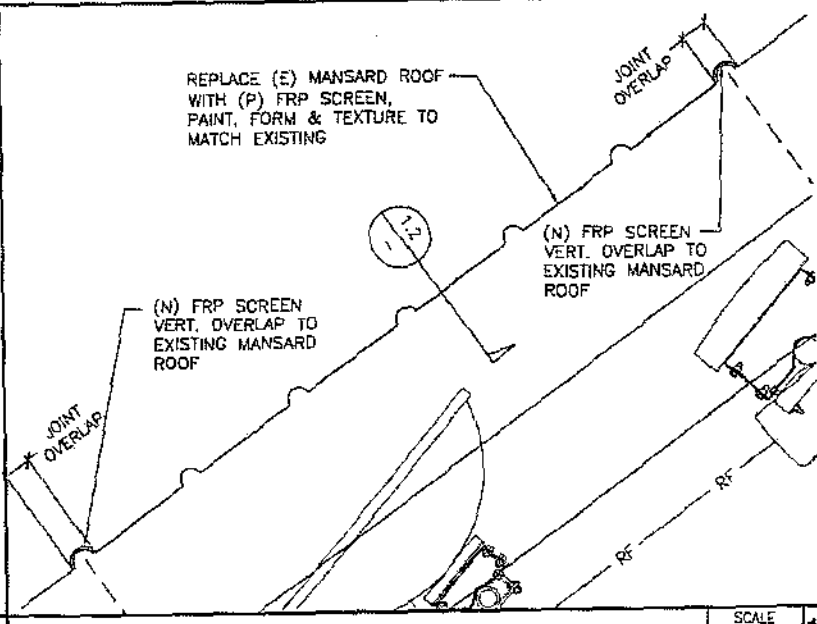 REPLACE (E) MANSARD ROOF
WITH (P) FRP SCREEN,
PAINT, FORM & TEXTURE TO
MATCH EXISTING
JOINT
OVERLAP
1.2
-
(N) FRP SCREEN
VERT. OVERLAP TO
EXISTING MANSARD
ROOF
(N) FRP SCREEN
VERT. OVERLAP TO
EXISTING MANSARD
ROOF
JOINT
OVERLAP
RF
RF
SCALE